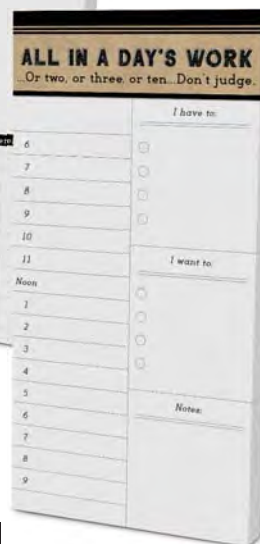 ALL IN A DAY'S WORK
...Or two, or three, or ten...Don't judge.
6
7
8
9
10
11
Noon
1
2
3
4
5
6
7
8
9
I have to:
I want to:
Notes: